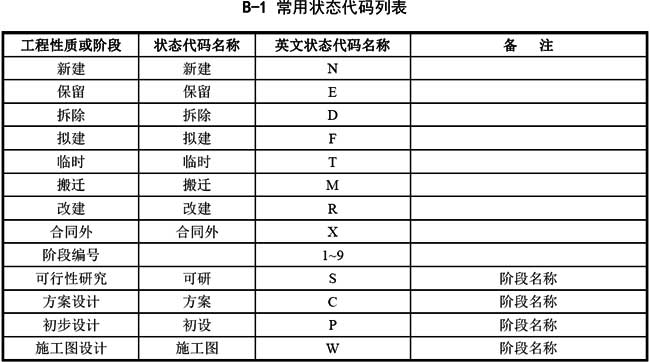 B-1 常用状态代码列表
工程性质或阶段 状态代码名称 英文状态代码名称 备 注
新建 新建 N
保留 保留 E
拆除 拆除 D
拟建 拟建 F
临时 临时 T
搬迁 搬迁 M
改建 改建 R
合同外 合同外 X
阶段编号 1~9
可行性研究 可研 S 阶段名称
方案设计 方案 C 阶段名称
初步设计 初设 P 阶段名称
施工图设计 施工图 W 阶段名称